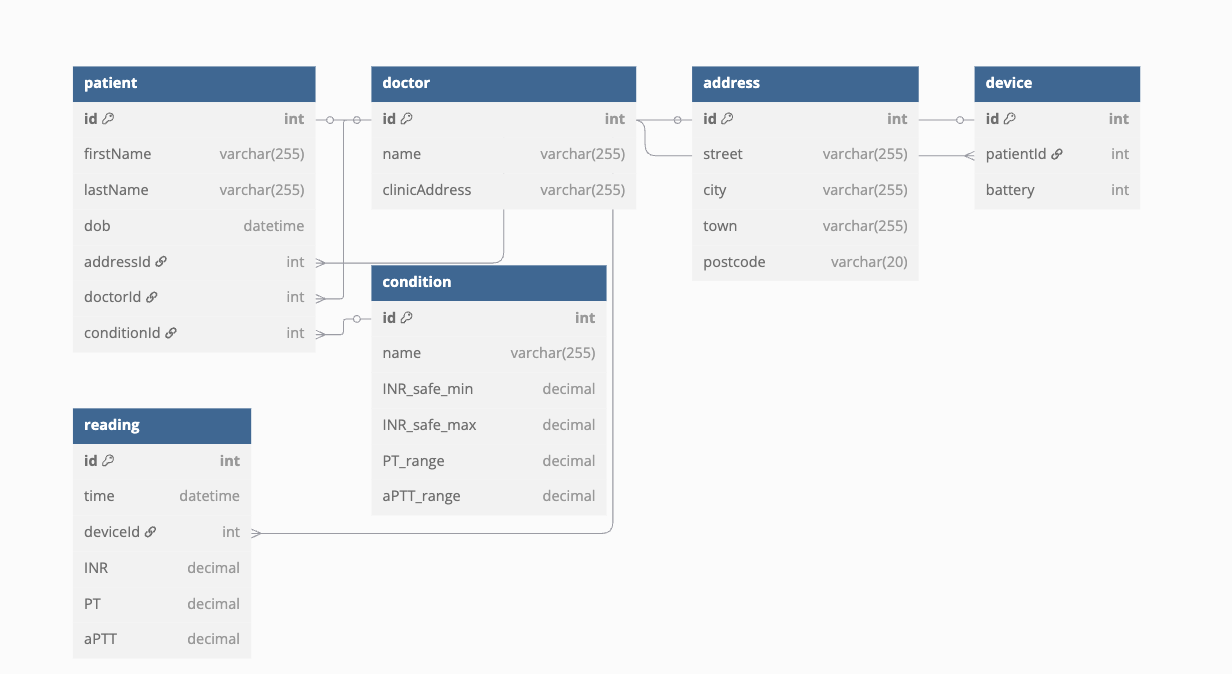 patient
id int
firstName varchar(255)
lastName varchar(255)
dob datetime
addressId int
doctorId int
conditionId int
doctor
id int
name varchar(255)
clinicAddress varchar(255)
address
id int
street varchar(255)
city varchar(255)
town varchar(255)
postcode varchar(20)
device
id int
patientId int
battery int
condition
id int
name varchar(255)
INR_safe_min decimal
INR_safe_max decimal
PT_range decimal
aPTT_range decimal
reading
id int
time datetime
deviceId int
INR decimal
PT decimal
aPTT decimal